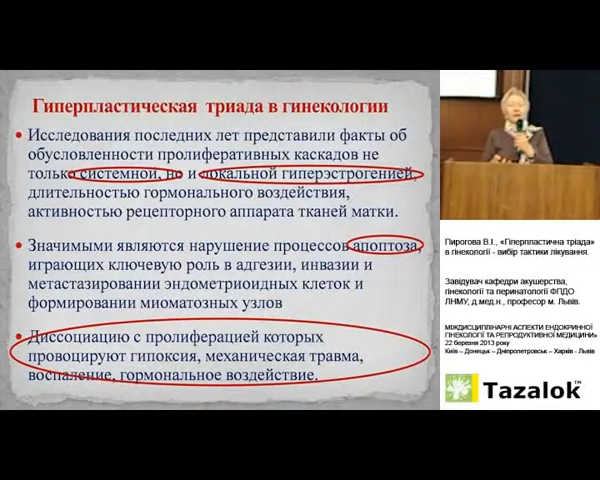 Гиперпластическая триада в гинекологии
Исследования последних лет представили факты об
обусловленности пролиферативных каскадов не
только системной, но и локальной гиперэстрогенией,
длительностью гормонального воздействия,
активностью рецепторного аппарата тканей матки.
Значимыми являются нарушение процессов апоптоза,
играющих ключевую роль в адгезии, инвазии и
метастазировании эндометриоидных клеток и
формировании миоматозных узлов
Диссоциацию с пролиферацией которых
провоцируют гипоксия, механическая травма,
воспаление, гормональное воздействие.
Пирогова В.І., «Гіперпластична тріада»
в гінекології - вибір тактики лікування.
Завідувач кафедри акушерства,
гінекології та перинатології ФПДО
ЛНМУ, д.мед.н., професор м. Львів.
МІЖДИСЦИПЛІНАРНІ АСПЕКТИ ЕНДОКРИННОЇ
ГІНЕКОЛОГІЇ ТА РЕПРОДУКТИВНОЇ МЕДИЦИНИ»
22 березня 2013 року
Київ – Донецьк – Дніпропетровськ – Харків - Львів
Tazalok™